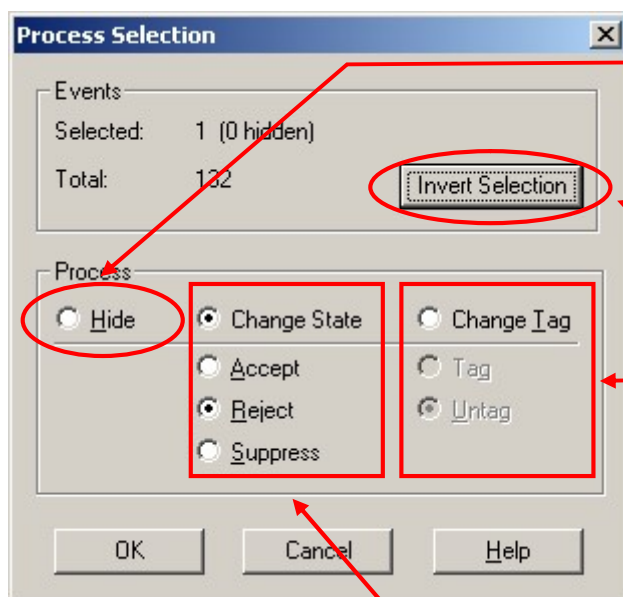 Process Selection
Events
Selected: 1 (0 hidden)
Total: 132
Invert Selection
Process
Hide Change State Change Tag
Accept Tag
Reject Untag
Suppress
OK Cancel Help